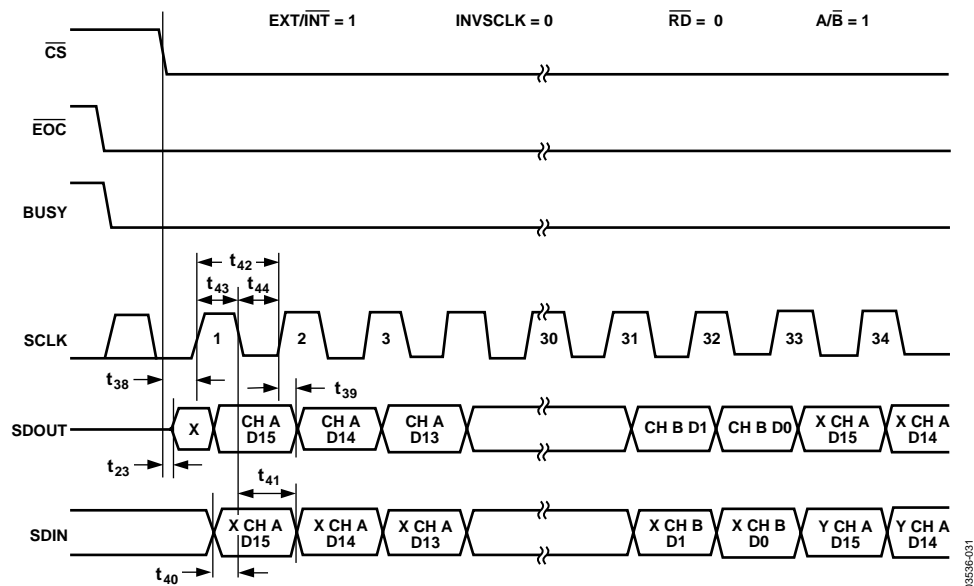 EXT/INT = 1 INVSCLK = 0 RD = 0 A/B = 1
CS
EOC
BUSY
t42
t43 t44
SCLK 1 2 3 30 31 32 33 34
t38
t39
SDOUT X CH A D15 CH A D14 CH A D13 CH B D1 CH B D0 X CH A D15 X CH A D14
t23
t41
SDIN X CH A D15 X CH A D14 X CH A D13 X CH B D1 X CH B D0 Y CH A D15 Y CH A D14
t40
03536-031